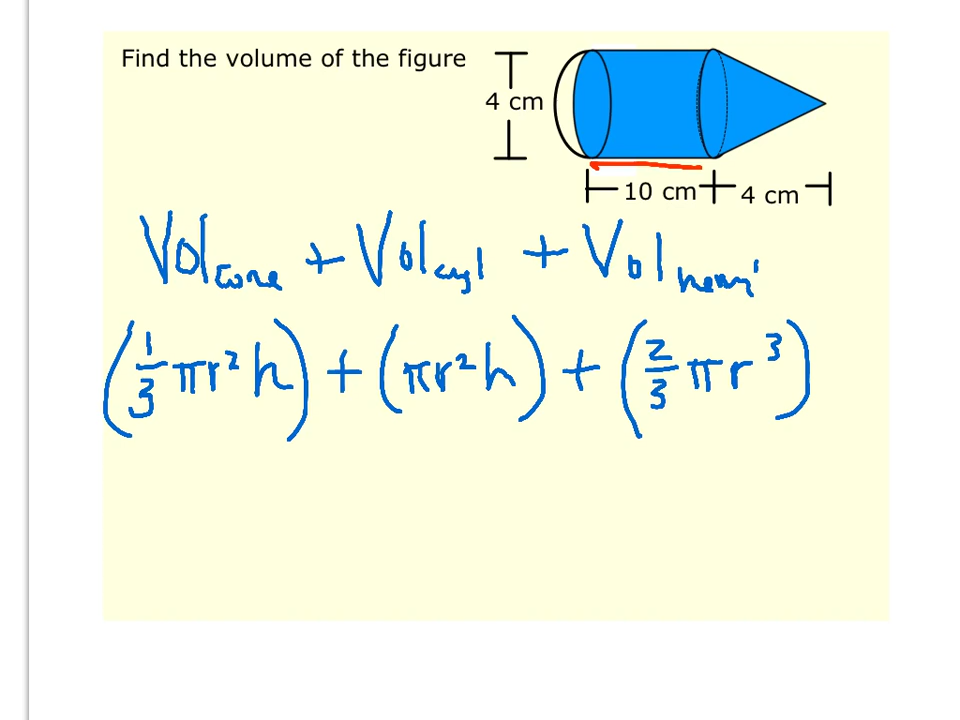 Find the volume of the figure
4 cm
10 cm
4 cm
Vol cone + Vol cyl + Vol hemi
(1/3 πr²h) + (πr²h) + (2/3 πr³)